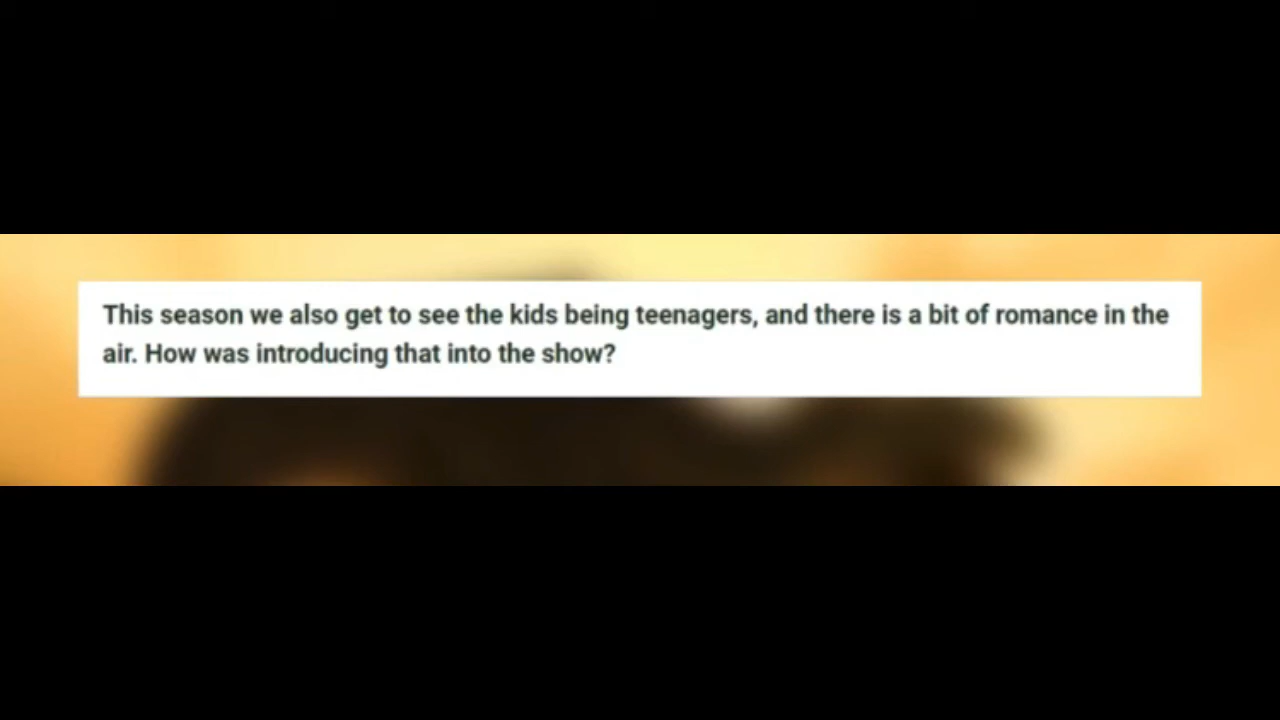 This season we also get to see the kids being teenagers, and there is a bit of romance in the
air. How was introducing that into the show?